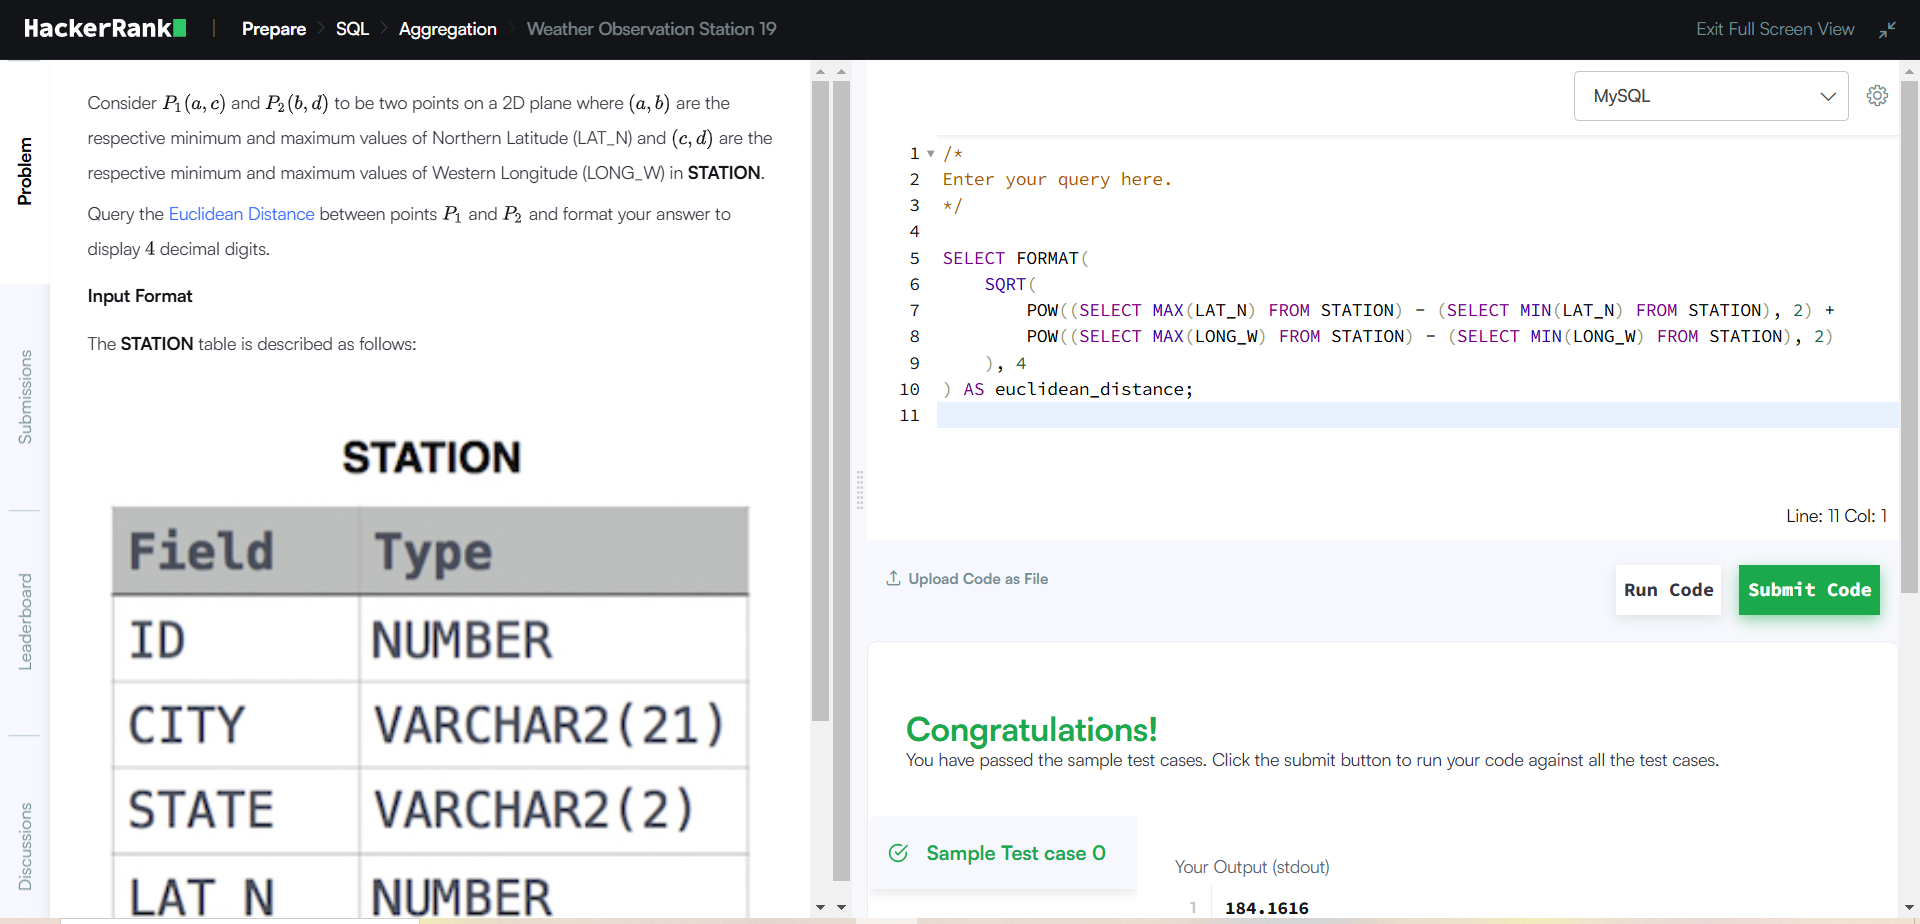 HackerRank | Prepare > SQL > Aggregation > Weather Observation Station 19
Exit Full Screen View
Problem
Submissions
Leaderboard
Discussions
Consider P₁(a, c) and P₂(b, d) to be two points on a 2D plane where (a, b) are the
respective minimum and maximum values of Northern Latitude (LAT_N) and (c, d) are the
respective minimum and maximum values of Western Longitude (LONG_W) in STATION.
Query the Euclidean Distance between points P₁ and P₂ and format your answer to
display 4 decimal digits.
Input Format
The STATION table is described as follows:
STATION
Field Type
ID NUMBER
CITY VARCHAR2(21)
STATE VARCHAR2(2)
LAT_N NUMBER
MySQL
1 /*
2 Enter your query here.
3 */
4
5 SELECT FORMAT(
6     SQRT(
7         POW((SELECT MAX(LAT_N) FROM STATION) - (SELECT MIN(LAT_N) FROM STATION), 2) +
8         POW((SELECT MAX(LONG_W) FROM STATION) - (SELECT MIN(LONG_W) FROM STATION), 2)
9     ), 4
10 ) AS euclidean_distance;
11
Line: 11 Col: 1
Upload Code as File
Run Code
Submit Code
Congratulations!
You have passed the sample test cases. Click the submit button to run your code against all the test cases.
Sample Test case 0
Your Output (stdout)
1 184.1616